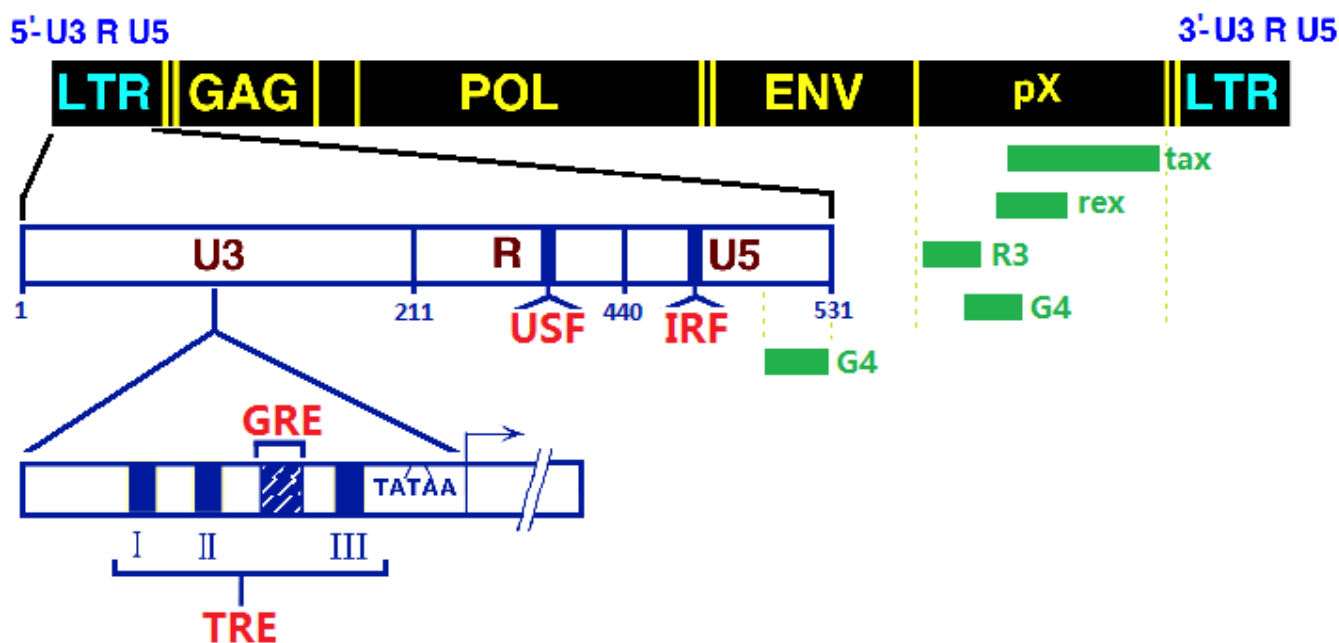 5'-U3 R U5 3'-U3 R U5
LTR GAG POL ENV pX LTR
tax
rex
U3 R U5
R3
1 211 440 531
G4
USF IRF
G4
GRE
TATAA
I II III
TRE